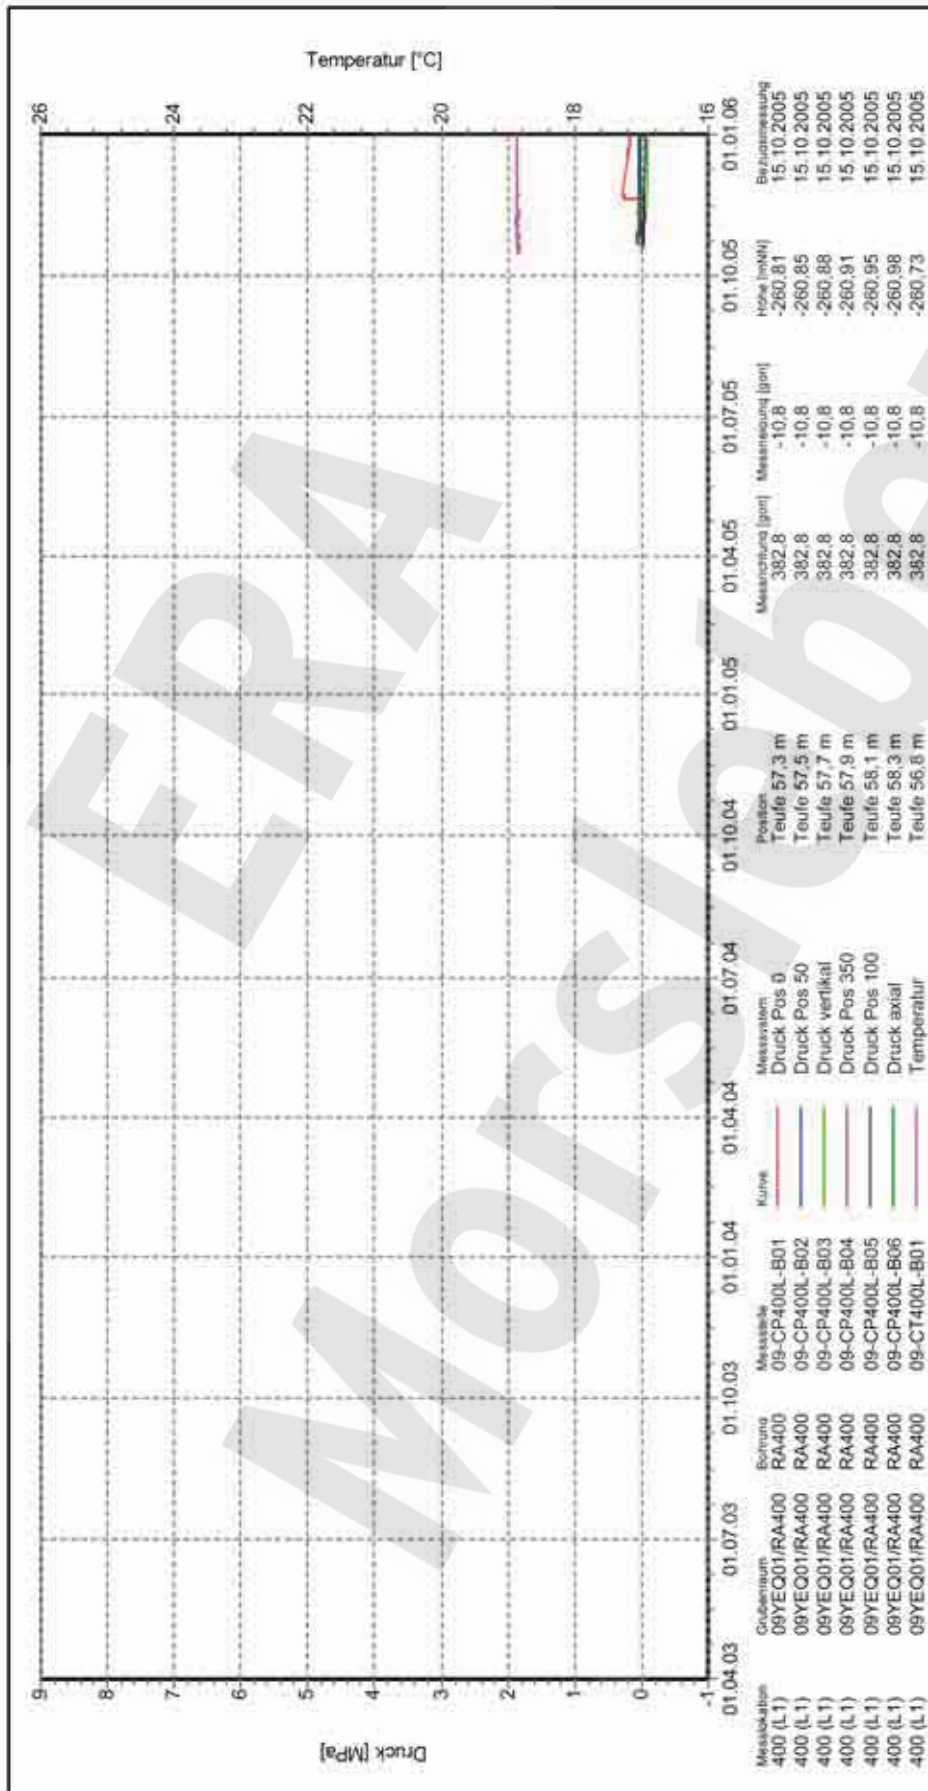 Temperatur [°C]
26
24
22
20
18
16
9
8
7
6
5
4
3
2
1
0
-1
Druck [MPa]
01.04.03
01.07.03
01.10.03
01.01.04
01.04.04
01.07.04
01.10.04
01.01.05
01.04.05
01.07.05
01.10.05
01.01.06
Messlokation Grubenraum Bohrung Messstelle Kurve Messsystem Position Messrichtung [gon] Messneigung [gon] Höhe [mNN] Bezugsmessung
400 (L1) 09YEQ01/RA400 RA400 09-CP400L-B01 Druck Pos 0 Teufe 57,3 m 382,8 -10,8 -260,81 15.10.2005
400 (L1) 09YEQ01/RA400 RA400 09-CP400L-B02 Druck Pos 50 Teufe 57,5 m 382,8 -10,8 -260,85 15.10.2005
400 (L1) 09YEQ01/RA400 RA400 09-CP400L-B03 Druck vertikal Teufe 57,7 m 382,8 -10,8 -260,88 15.10.2005
400 (L1) 09YEQ01/RA400 RA400 09-CP400L-B04 Druck Pos 350 Teufe 57,9 m 382,8 -10,8 -260,91 15.10.2005
400 (L1) 09YEQ01/RA400 RA400 09-CP400L-B05 Druck Pos 100 Teufe 58,1 m 382,8 -10,8 -260,95 15.10.2005
400 (L1) 09YEQ01/RA400 RA400 09-CP400L-B06 Druck axial Teufe 58,3 m 382,8 -10,8 -260,98 15.10.2005
400 (L1) 09YEQ01/RA400 RA400 09-CT400L-B01 Temperatur Teufe 56,8 m 382,8 -10,8 -260,73 15.10.2005
ERA